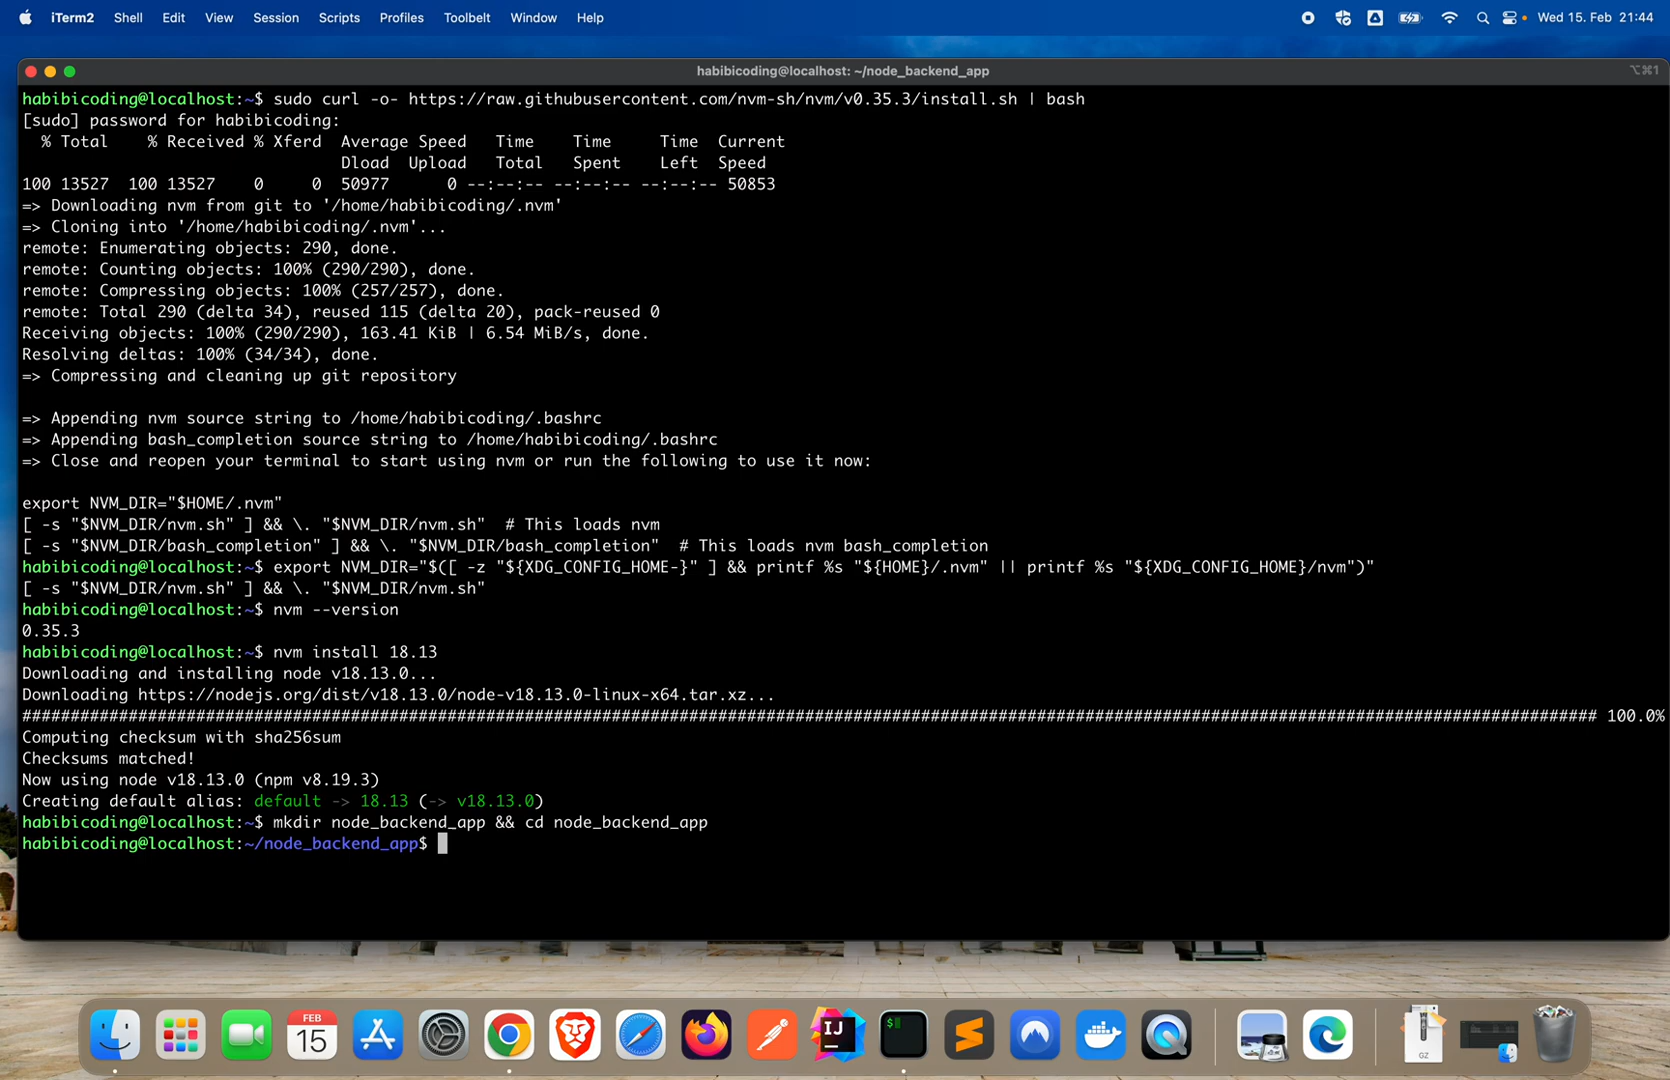 iTerm2 Shell Edit View Session Scripts Profiles Toolbelt Window Help Wed 15. Feb 21:44
habibicoding@localhost: ~/node_backend_app ⌥⌘1
habibicoding@localhost:~$ sudo curl -o- https://raw.githubusercontent.com/nvm-sh/nvm/v0.35.3/install.sh | bash
[sudo] password for habibicoding:
% Total % Received % Xferd Average Speed Time Time Time Current
Dload Upload Total Spent Left Speed
100 13527 100 13527 0 0 50977 0 --:--:-- --:--:-- --:--:-- 50853
=> Downloading nvm from git to '/home/habibicoding/.nvm'
=> Cloning into '/home/habibicoding/.nvm'...
remote: Enumerating objects: 290, done.
remote: Counting objects: 100% (290/290), done.
remote: Compressing objects: 100% (257/257), done.
remote: Total 290 (delta 34), reused 115 (delta 20), pack-reused 0
Receiving objects: 100% (290/290), 163.41 KiB | 6.54 MiB/s, done.
Resolving deltas: 100% (34/34), done.
=> Compressing and cleaning up git repository
=> Appending nvm source string to /home/habibicoding/.bashrc
=> Appending bash_completion source string to /home/habibicoding/.bashrc
=> Close and reopen your terminal to start using nvm or run the following to use it now:
export NVM_DIR="$HOME/.nvm"
[ -s "$NVM_DIR/nvm.sh" ] && \. "$NVM_DIR/nvm.sh"  # This loads nvm
[ -s "$NVM_DIR/bash_completion" ] && \. "$NVM_DIR/bash_completion"  # This loads nvm bash_completion
habibicoding@localhost:~$ export NVM_DIR="$([ -z "${XDG_CONFIG_HOME-}" ] && printf %s "${HOME}/.nvm" || printf %s "${XDG_CONFIG_HOME}/nvm")"
[ -s "$NVM_DIR/nvm.sh" ] && \. "$NVM_DIR/nvm.sh"
habibicoding@localhost:~$ nvm --version
0.35.3
habibicoding@localhost:~$ nvm install 18.13
Downloading and installing node v18.13.0...
Downloading https://nodejs.org/dist/v18.13.0/node-v18.13.0-linux-x64.tar.xz...
################################################################################################################################################################### 100.0%
Computing checksum with sha256sum
Checksums matched!
Now using node v18.13.0 (npm v8.19.3)
Creating default alias: default -> 18.13 (-> v18.13.0)
habibicoding@localhost:~$ mkdir node_backend_app && cd node_backend_app
habibicoding@localhost:~/node_backend_app$
FEB
15
IJ
$
GZ